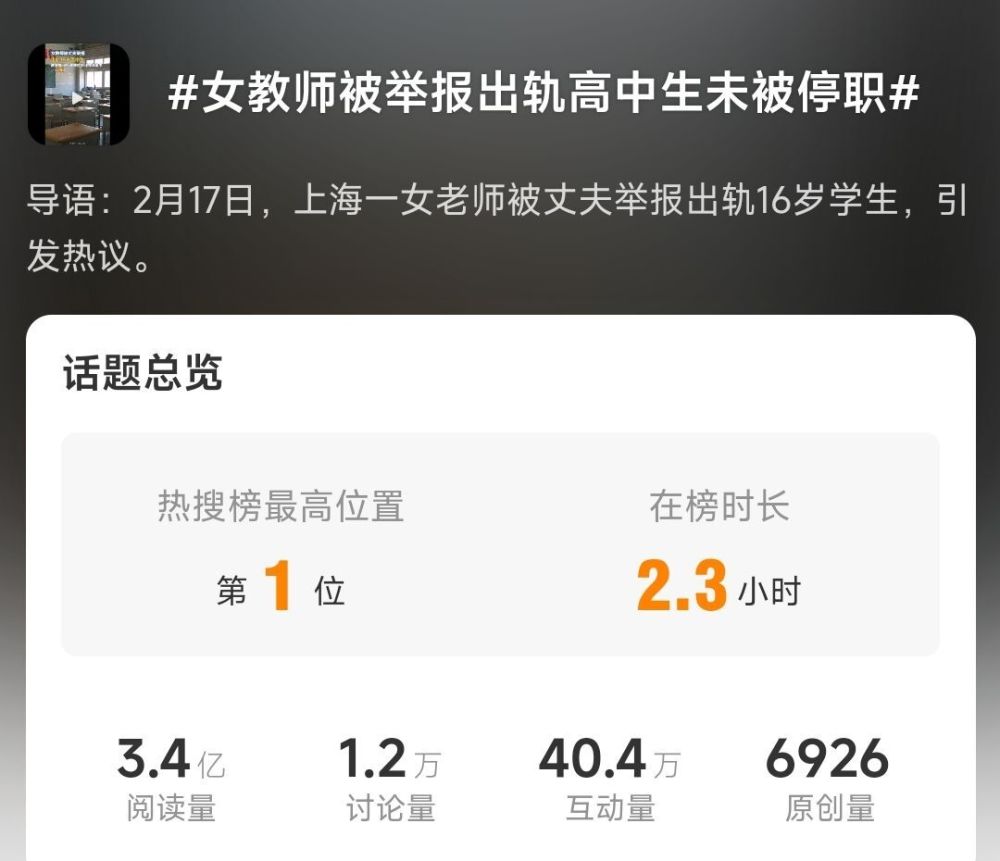 #女教师被举报出轨高中生未被停职#
导语：2月17日，上海一女老师被丈夫举报出轨16岁学生，引
发热议。
话题总览
热搜榜最高位置 在榜时长
第 1 位 2.3 小时
3.4 亿 1.2 万 40.4 万 6926
阅读量 讨论量 互动量 原创量